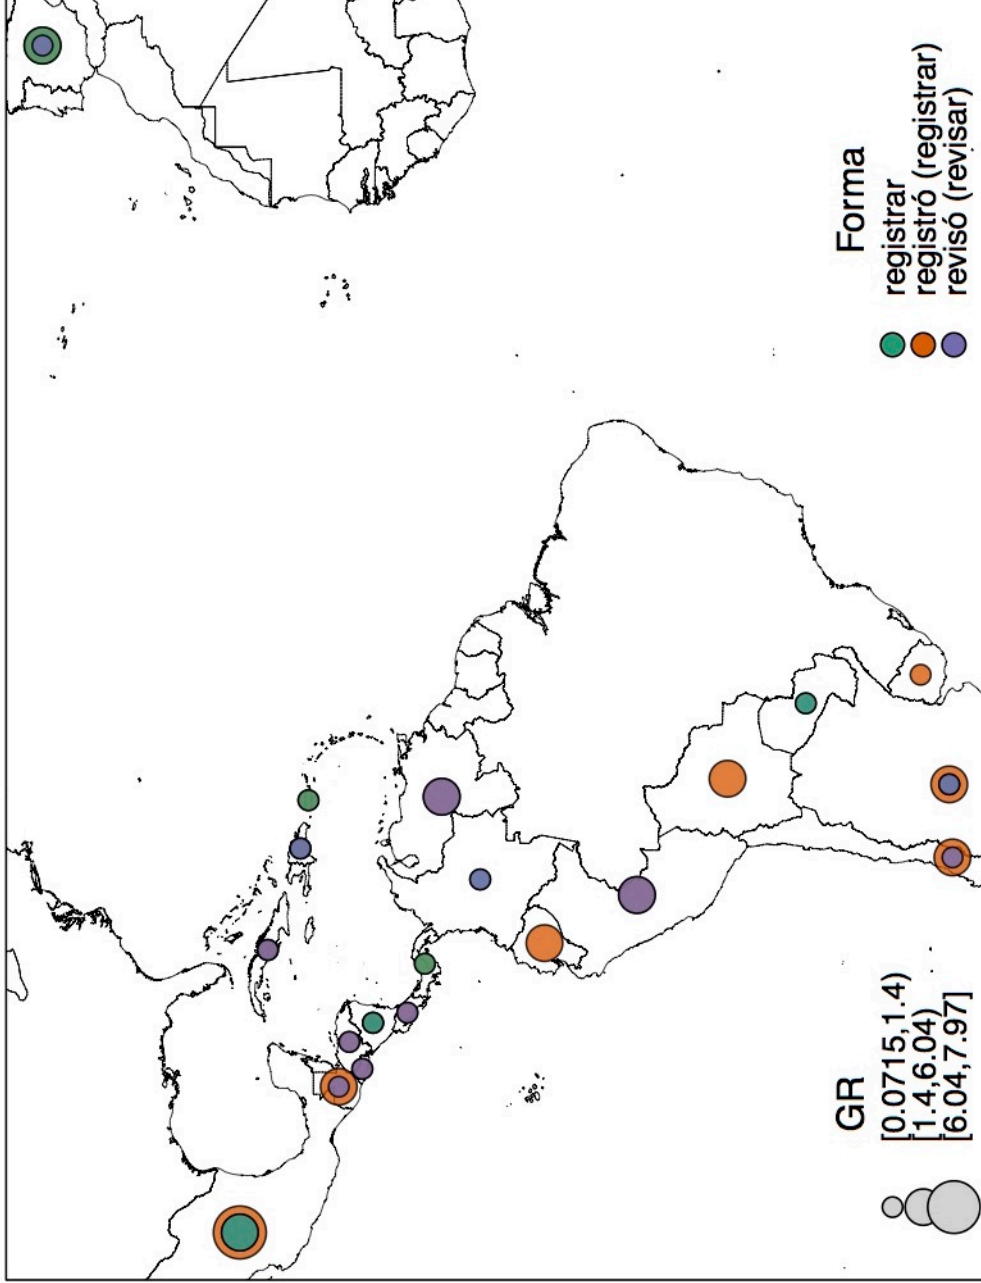 GR
[0.0715,1.4)
[1.4,6.04)
[6.04,7.97]
Forma
registrar
registró (registrar)
revisó (revisar)